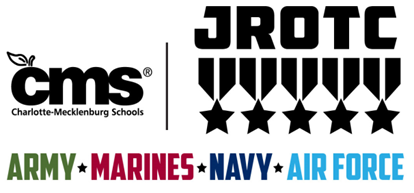 cms®
Charlotte-Mecklenburg Schools
JROTC
ARMY★MARINES★NAVY★AIR FORCE